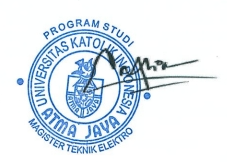 PROGRAM STUDI
UNIVERSITAS KATOLIK INDONESIA
ATMA JAYA
MAGISTER TEKNIK ELEKTRO